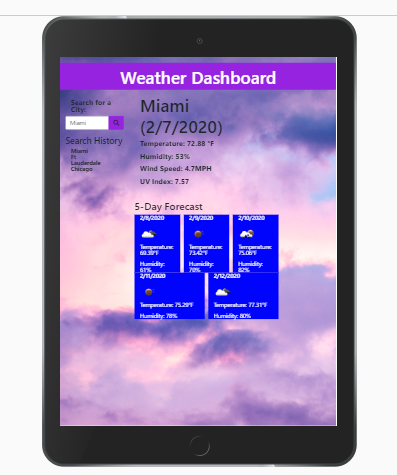 Weather Dashboard
Search for a
City:
Miami
Search History
Miami
Ft
Lauderdale
Chicago
Miami
(2/7/2020)
Temperature: 72.88 °F
Humidity: 53%
Wind Speed: 4.7MPH
UV Index: 7.57
5-Day Forecast
2/8/2020
Temperature:
69.39°F
Humidity:
61%
2/9/2020
Temperature:
73.42°F
Humidity:
70%
2/10/2020
Temperature:
75.08°F
Humidity:
82%
2/11/2020
Temperature: 75.29°F
Humidity: 78%
2/12/2020
Temperature: 77.31°F
Humidity: 80%